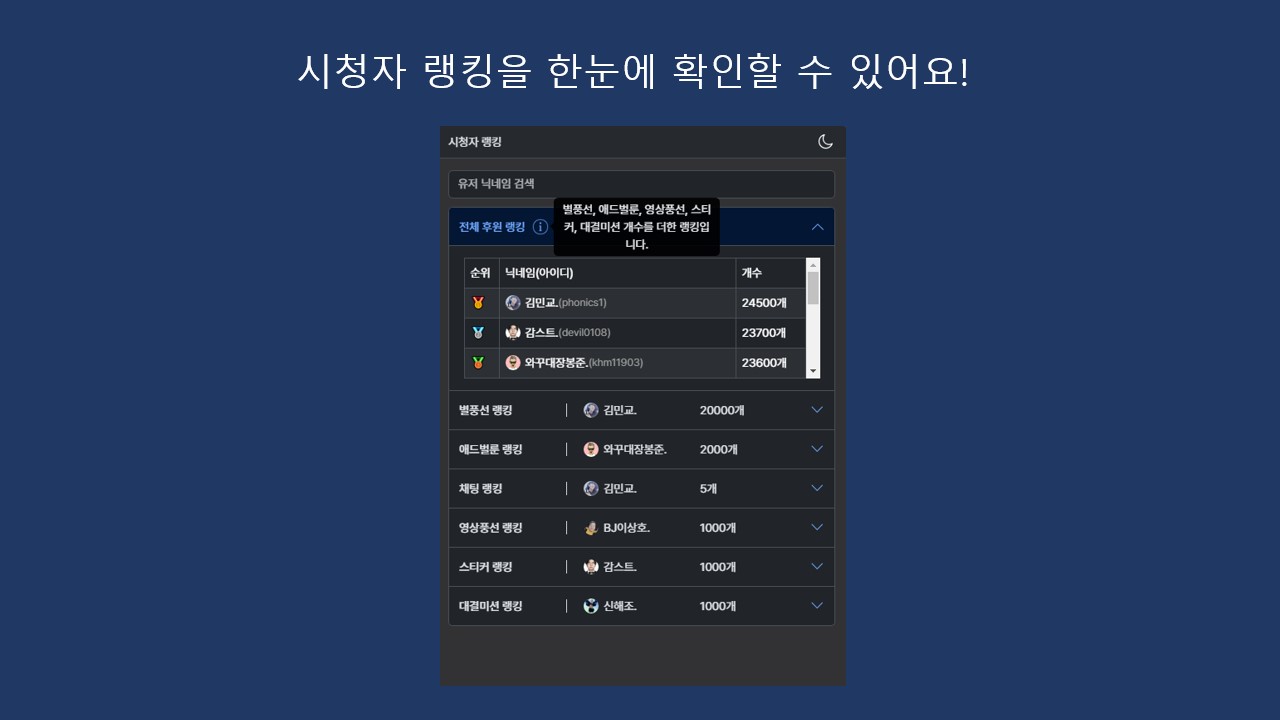 시청자 랭킹을 한눈에 확인할 수 있어요!
시청자 랭킹
유저 닉네임 검색
전체 후원 랭킹
별풍선, 애드벌룬, 영상풍선, 스티
커, 대결미션 개수를 더한 랭킹입
니다.
순위 닉네임(아이디) 개수
김민교.(phonics1) 24500개
감스트.(devil0108) 23700개
와꾸대장봉준.(khm11903) 23600개
별풍선 랭킹 | 김민교. 20000개
애드벌룬 랭킹 | 와꾸대장봉준. 2000개
채팅 랭킹 | 김민교. 5개
영상풍선 랭킹 | BJ이상호. 1000개
스티커 랭킹 | 감스트. 1000개
대결미션 랭킹 | 신해조. 1000개